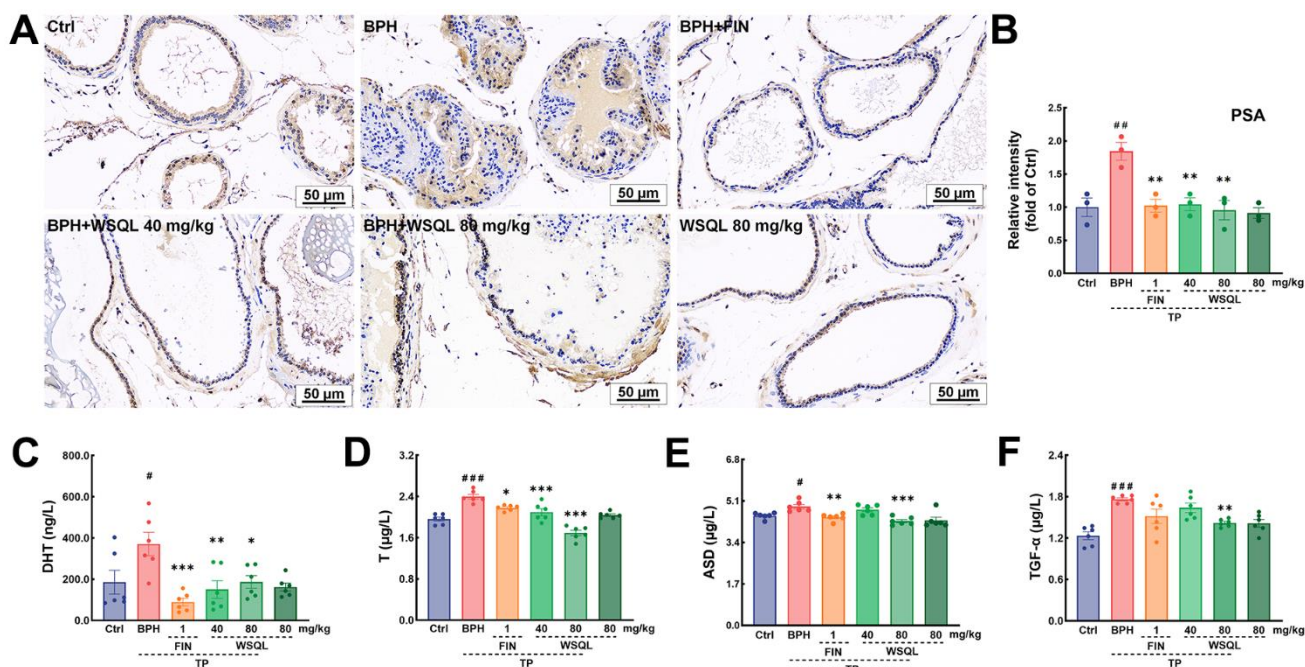 A
Ctrl
BPH
BPH+FIN
50 µm
50 µm
50 µm
BPH+WSQL 40 mg/kg
BPH+WSQL 80 mg/kg
WSQL 80 mg/kg
50 µm
50 µm
50 µm
B
PSA
Relative intensity
(fold of Ctrl)
2.5
2.0
1.5
1.0
0.5
0.0
##
**
**
**
Ctrl BPH 1 40 80 80 mg/kg
FIN WSQL
TP
C
DHT (ng/L)
800.0
600.0
400.0
200.0
0.0
#
***
**
*
Ctrl BPH 1 40 80 80 mg/kg
FIN WSQL
TP
D
T (µg/L)
3.2
2.4
1.6
0.8
0.0
###
*
***
***
Ctrl BPH 1 40 80 80 mg/kg
FIN WSQL
TP
E
ASD (µg/L)
6.8
5.1
3.4
1.7
0.0
#
**
***
Ctrl BPH 1 40 80 80 mg/kg
FIN WSQL
TP
F
TGF-α (µg/L)
1.8
1.2
0.6
0.0
###
**
Ctrl BPH 1 40 80 80 mg/kg
FIN WSQL
TP